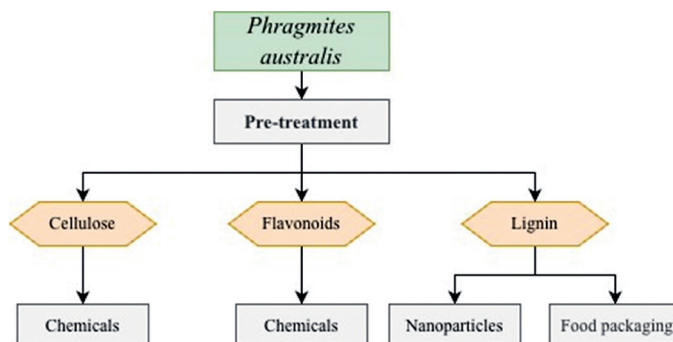 Phragmites
australis
Pre-treatment
Cellulose
Flavonoids
Lignin
Chemicals
Chemicals
Nanoparticles
Food packaging